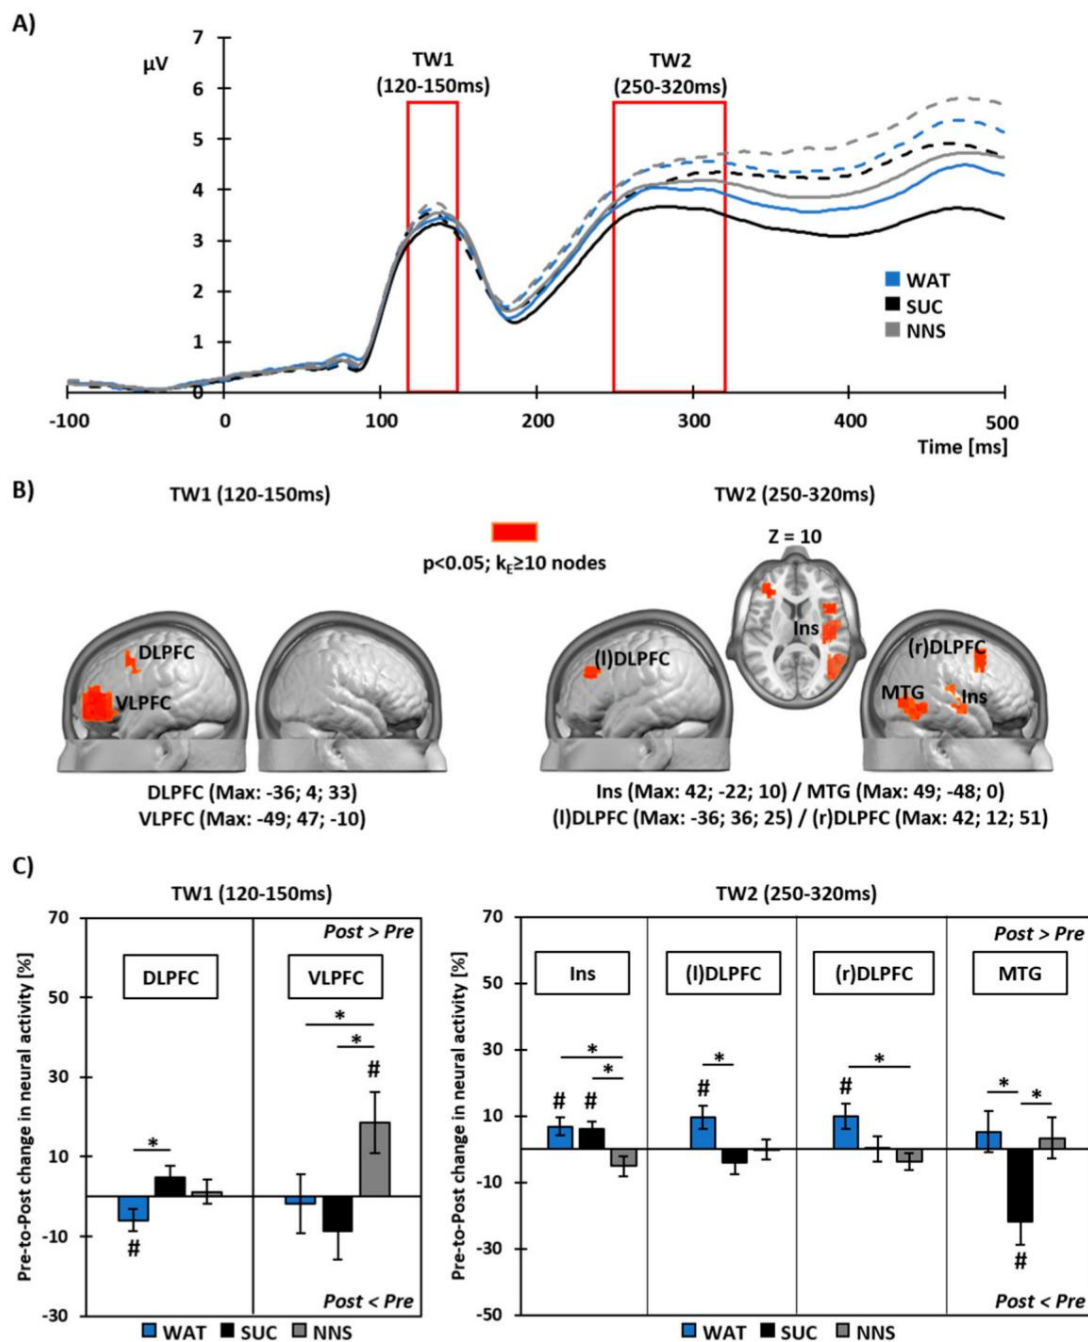 A)
μV
7
6
5
4
3
2
1
0
TW1
(120-150ms)
TW2
(250-320ms)
WAT
SUC
NNS
-100 0 100 200 300 400 500
Time [ms]
B)
TW1 (120-150ms)
TW2 (250-320ms)
p<0.05; kE≥10 nodes
Z = 10
DLPFC
VLPFC
(l)DLPFC
Ins
(r)DLPFC
MTG
Ins
DLPFC (Max: -36; 4; 33)
VLPFC (Max: -49; 47; -10)
Ins (Max: 42; -22; 10) / MTG (Max: 49; -48; 0)
(l)DLPFC (Max: -36; 36; 25) / (r)DLPFC (Max: 42; 12; 51)
C)
TW1 (120-150ms)
Pre-to-Post change in neural activity [%]
70
50
30
10
-10
-30
Post > Pre
DLPFC
VLPFC
*
*
*
#
#
Post < Pre
WAT SUC NNS
TW2 (250-320ms)
Pre-to-Post change in neural activity [%]
70
50
30
10
-10
-30
-50
Post > Pre
Ins
(l)DLPFC
(r)DLPFC
MTG
*
*
*
*
*
*
# #
#
#
#
Post < Pre
WAT SUC NNS